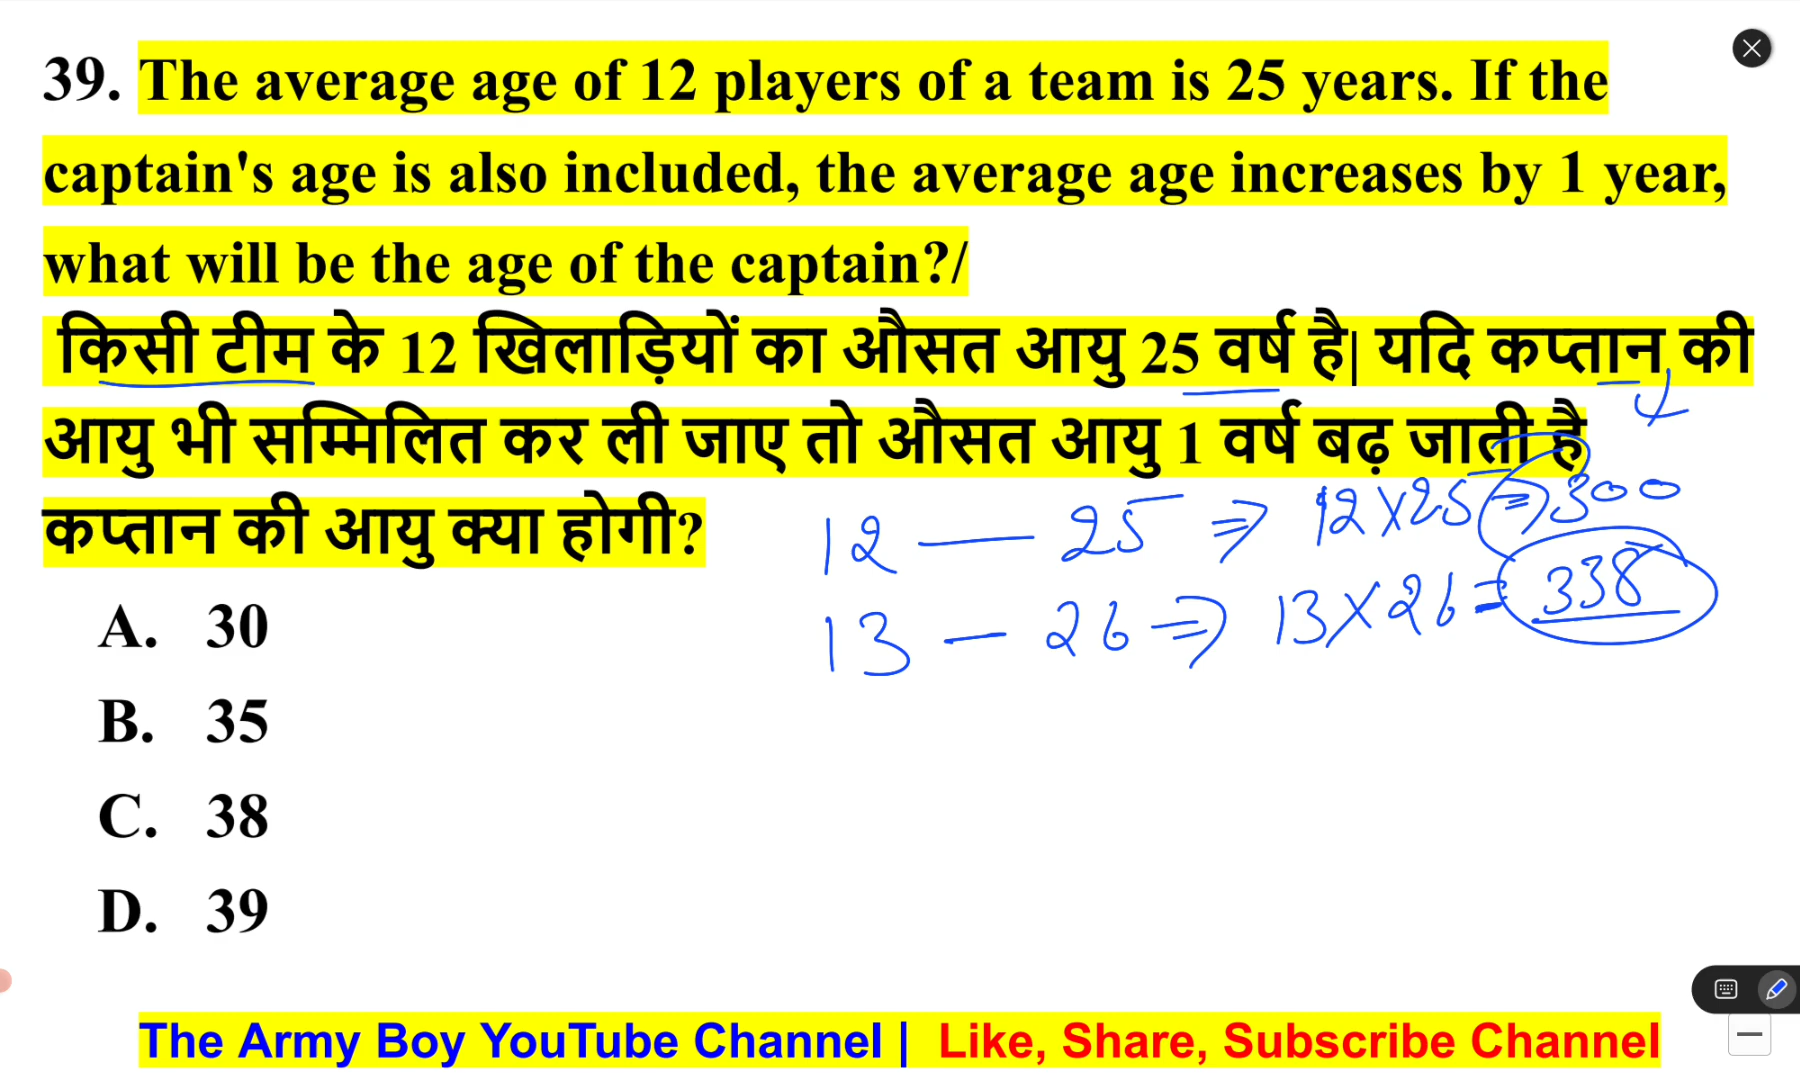 39. The average age of 12 players of a team is 25 years. If the
captain's age is also included, the average age increases by 1 year,
what will be the age of the captain?/
किसी टीम के 12 खिलाड़ियों का औसत आयु 25 वर्ष है| यदि कप्तान की
आयु भी सम्मिलित कर ली जाए तो औसत आयु 1 वर्ष बढ़ जाती है
कप्तान की आयु क्या होगी?
12 — 25 ⇒ 12×25 ⇒ 300
13 — 26 ⇒ 13×26 = 338
A. 30
B. 35
C. 38
D. 39
The Army Boy YouTube Channel | Like, Share, Subscribe Channel